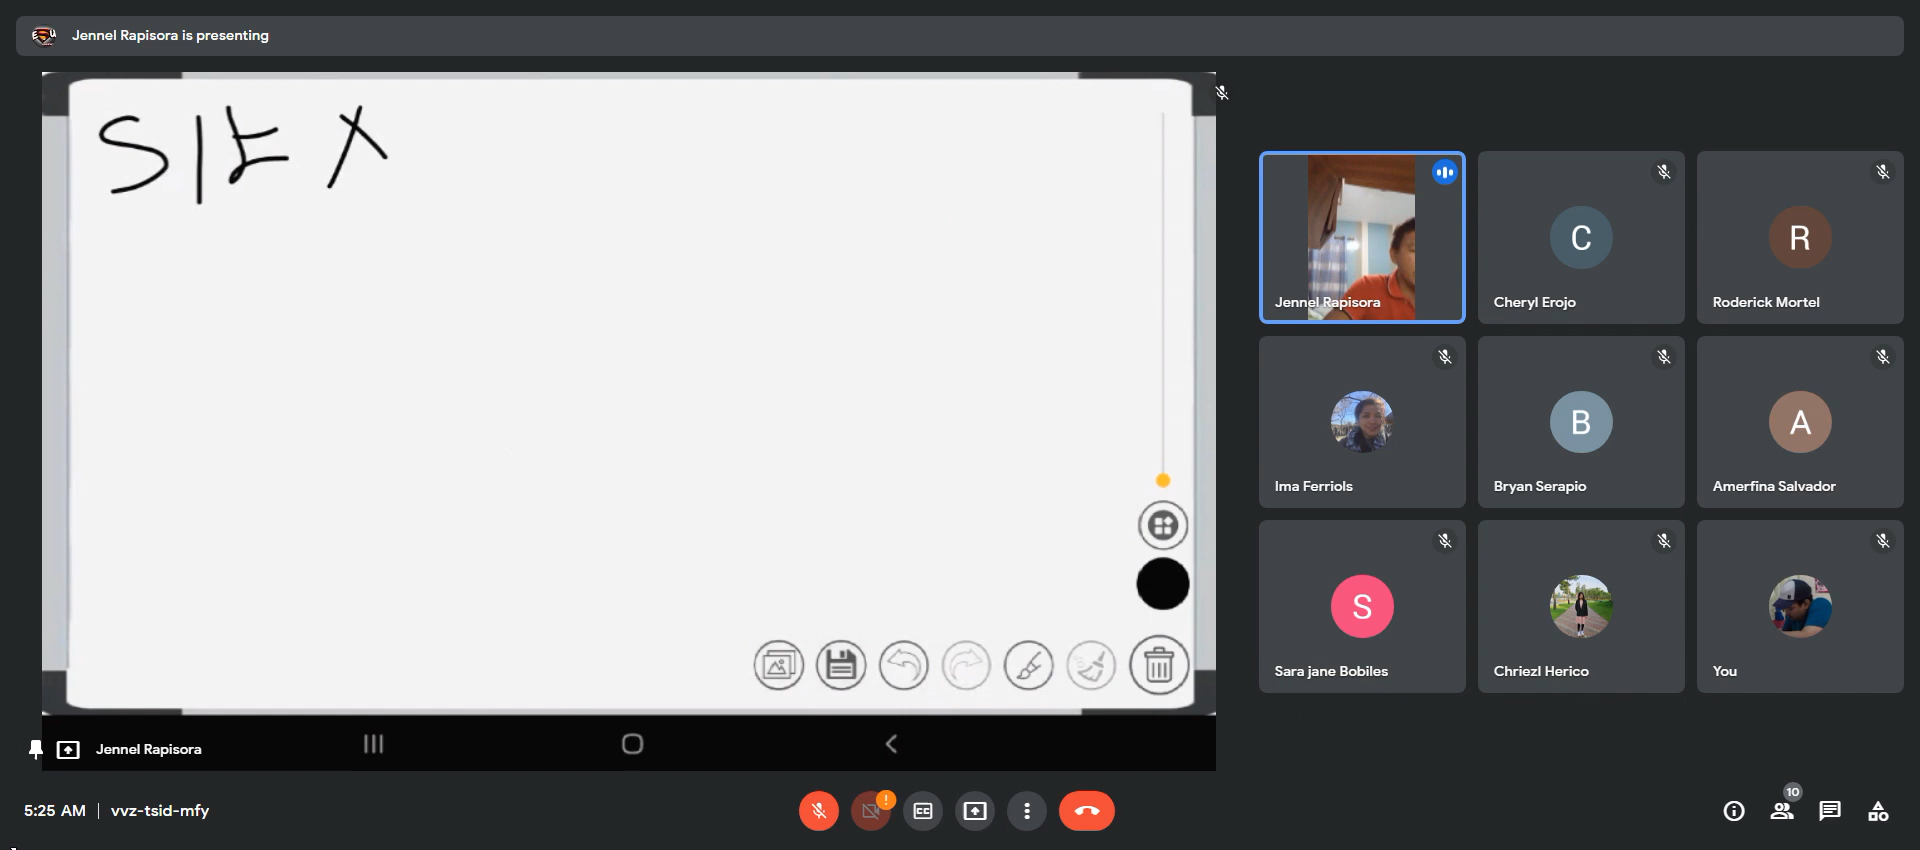 Jennel Rapisora is presenting
S I E X
Jennel Rapisora
Cheryl Erojo
Roderick Mortel
Ima Ferriols
Bryan Serapio
Amerfina Salvador
Sara jane Bobiles
Chriezl Herico
You
C
R
B
A
S
Jennel Rapisora
5:25 AM | vvz-tsid-mfy
CC
10